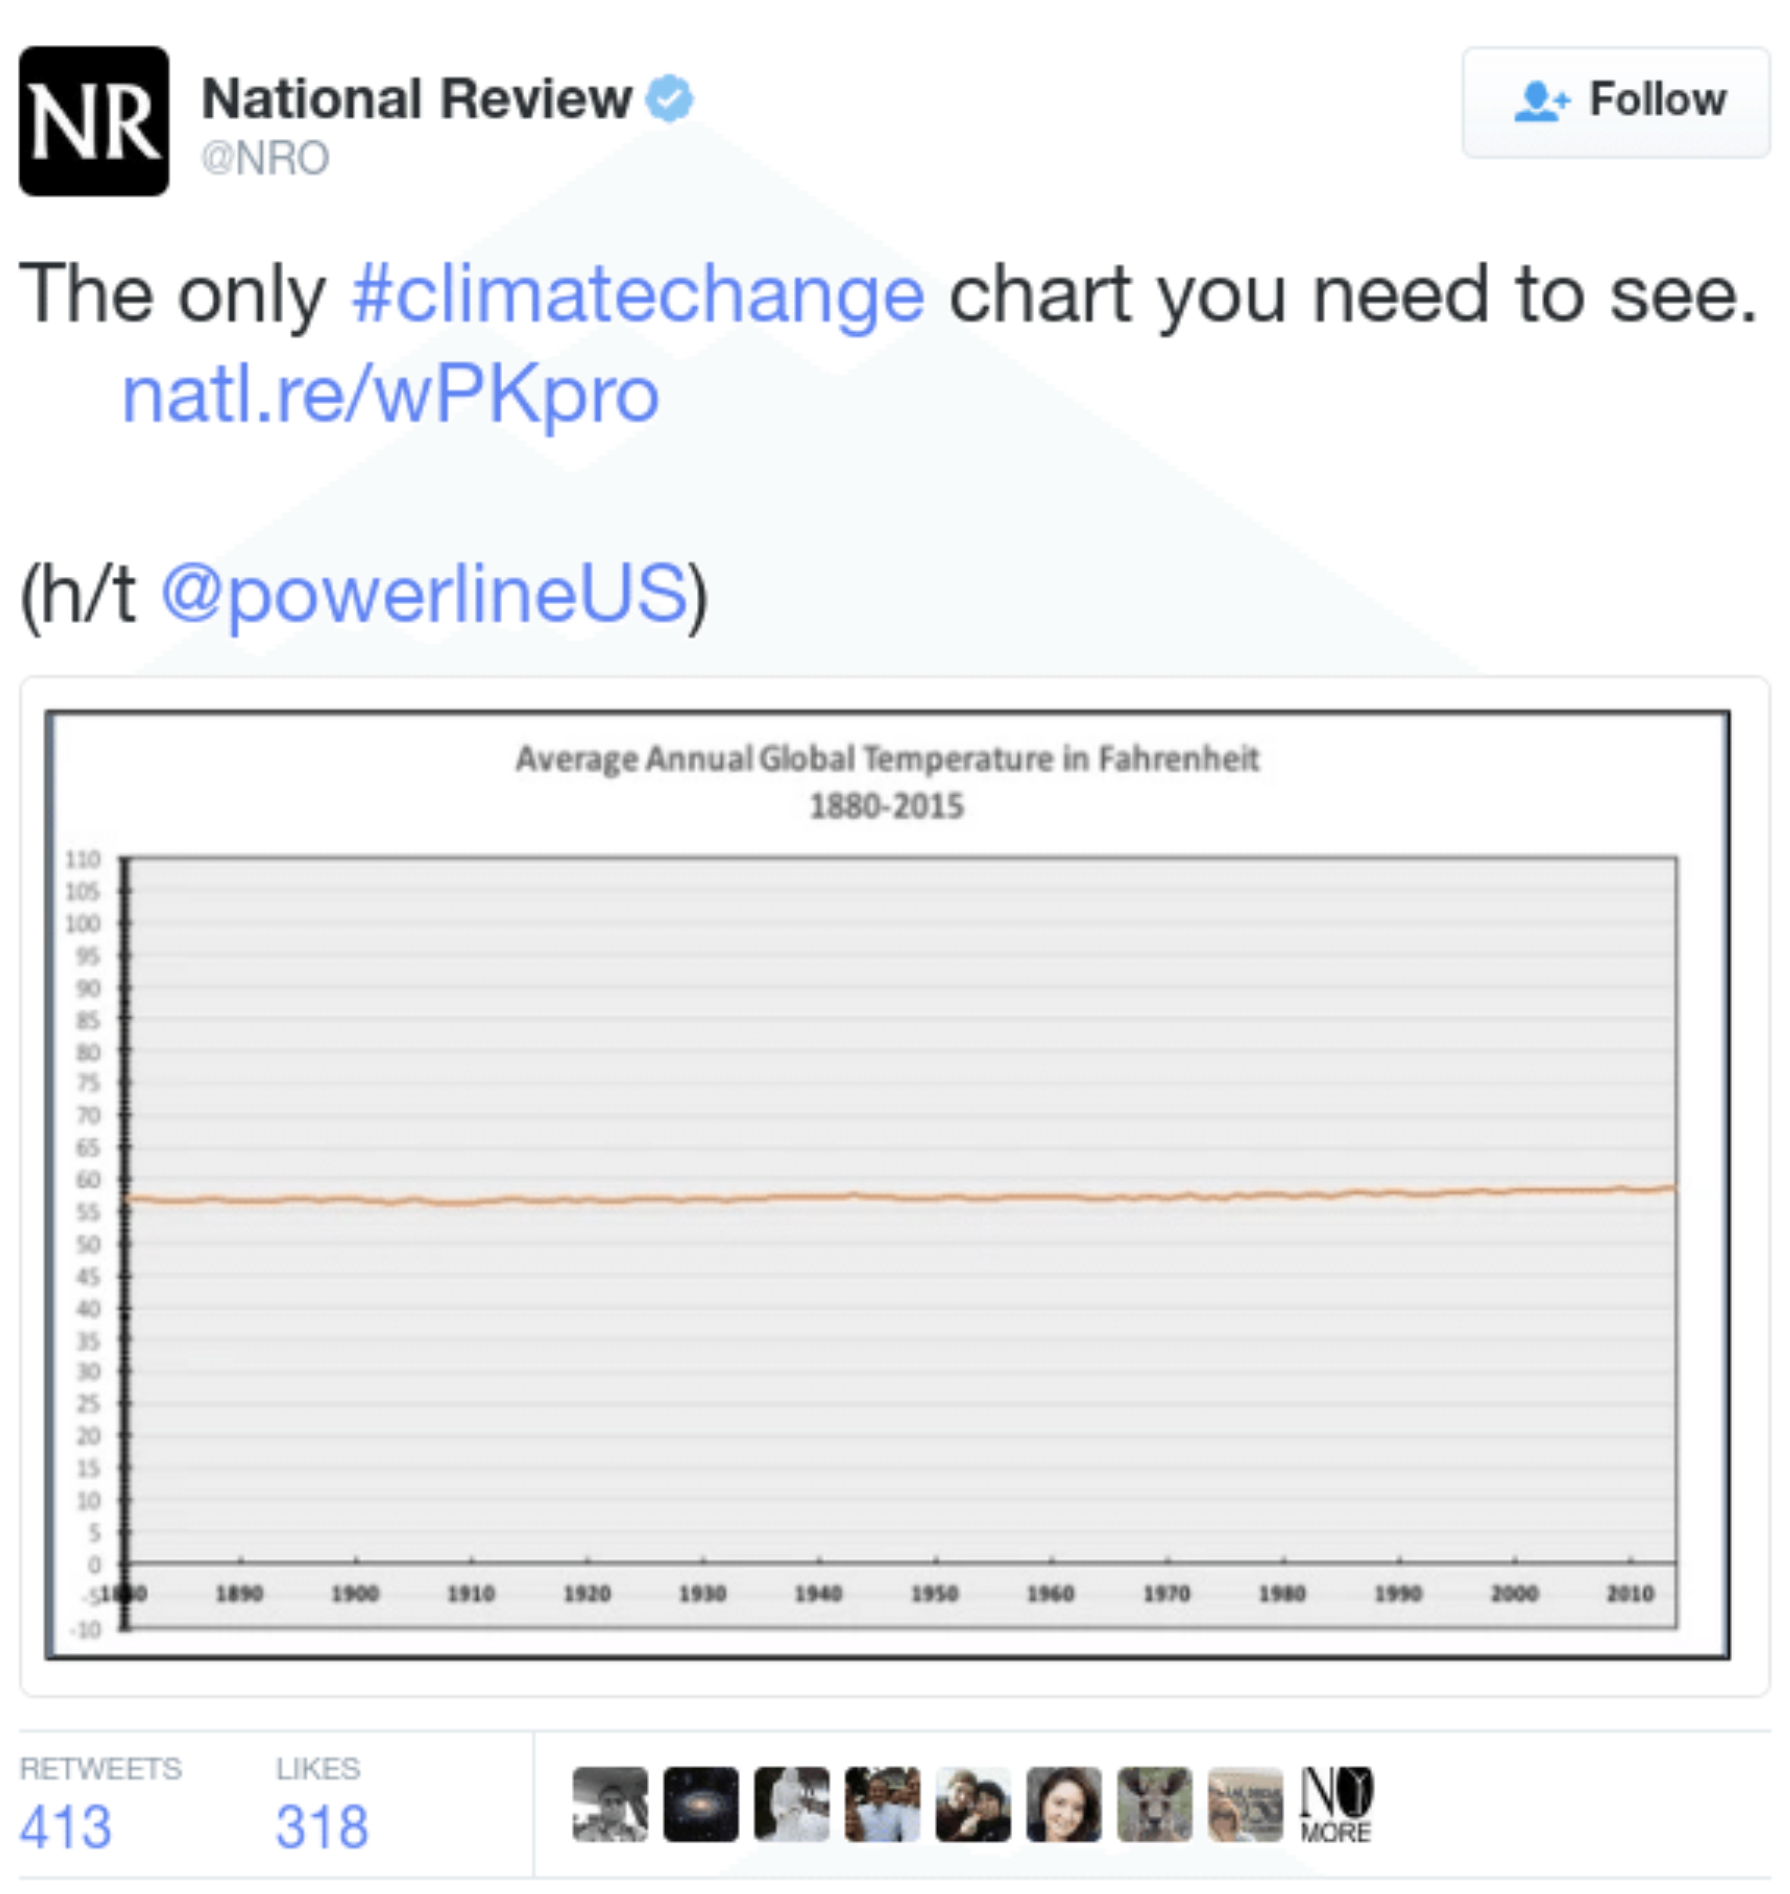 NR
National Review
@NRO
Follow
The only #climatechange chart you need to see.
natl.re/wPKpro
(h/t @powerlineUS)
Average Annual Global Temperature in Fahrenheit
1880-2015
110
105
100
95
90
85
80
75
70
65
60
55
50
45
40
35
30
25
20
15
10
5
0
-5
-10
1880 1890 1900 1910 1920 1930 1940 1950 1960 1970 1980 1990 2000 2010
RETWEETS LIKES
413 318
NO
MORE